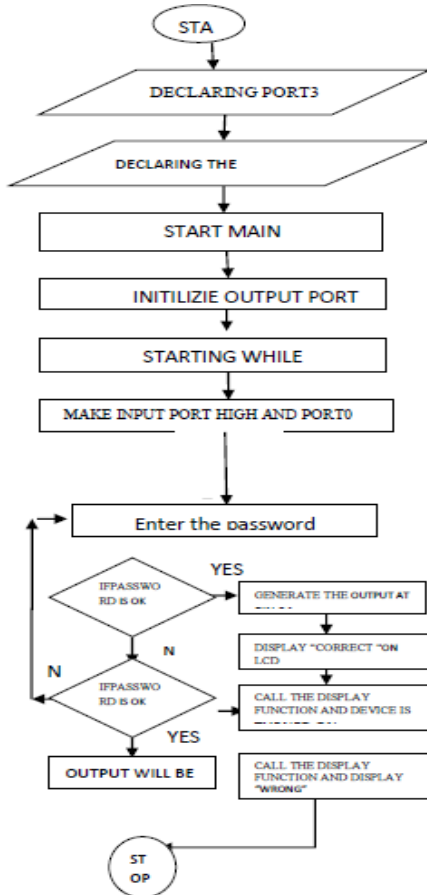 STA
DECLARING PORT3
DECLARING THE
START MAIN
INITILIZIE OUTPUT PORT
STARTING WHILE
MAKE INPUT PORT HIGH AND PORT0
Enter the password
IFPASSWO
RD IS OK
YES
GENERATE THE OUTPUT AT
N
DISPLAY "CORRECT "ON
LCD
N
IFPASSWO
RD IS OK
CALL THE DISPLAY
FUNCTION AND DEVICE IS
YES
OUTPUT WILL BE
CALL THE DISPLAY
FUNCTION AND DISPLAY
"WRONG"
ST
OP